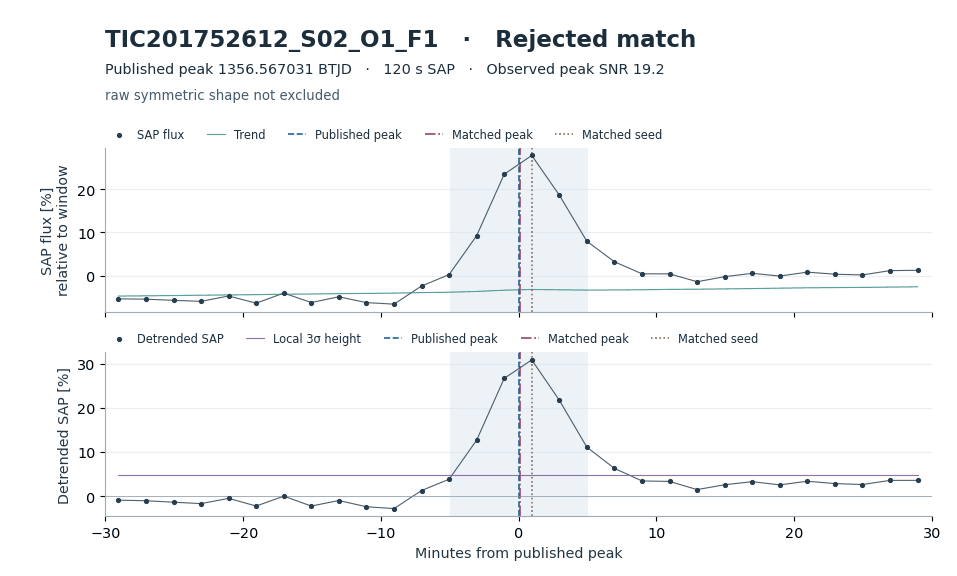 TIC201752612_S02_O1_F1 · Rejected match
Published peak 1356.567031 BTJD · 120 s SAP · Observed peak SNR 19.2
raw symmetric shape not excluded
SAP flux Trend Published peak Matched peak Matched seed
SAP flux [%]
relative to window
20
10
0
Detrended SAP Local 3σ height Published peak Matched peak Matched seed
Detrended SAP [%]
30
20
10
0
−30 −20 −10 0 10 20 30
Minutes from published peak